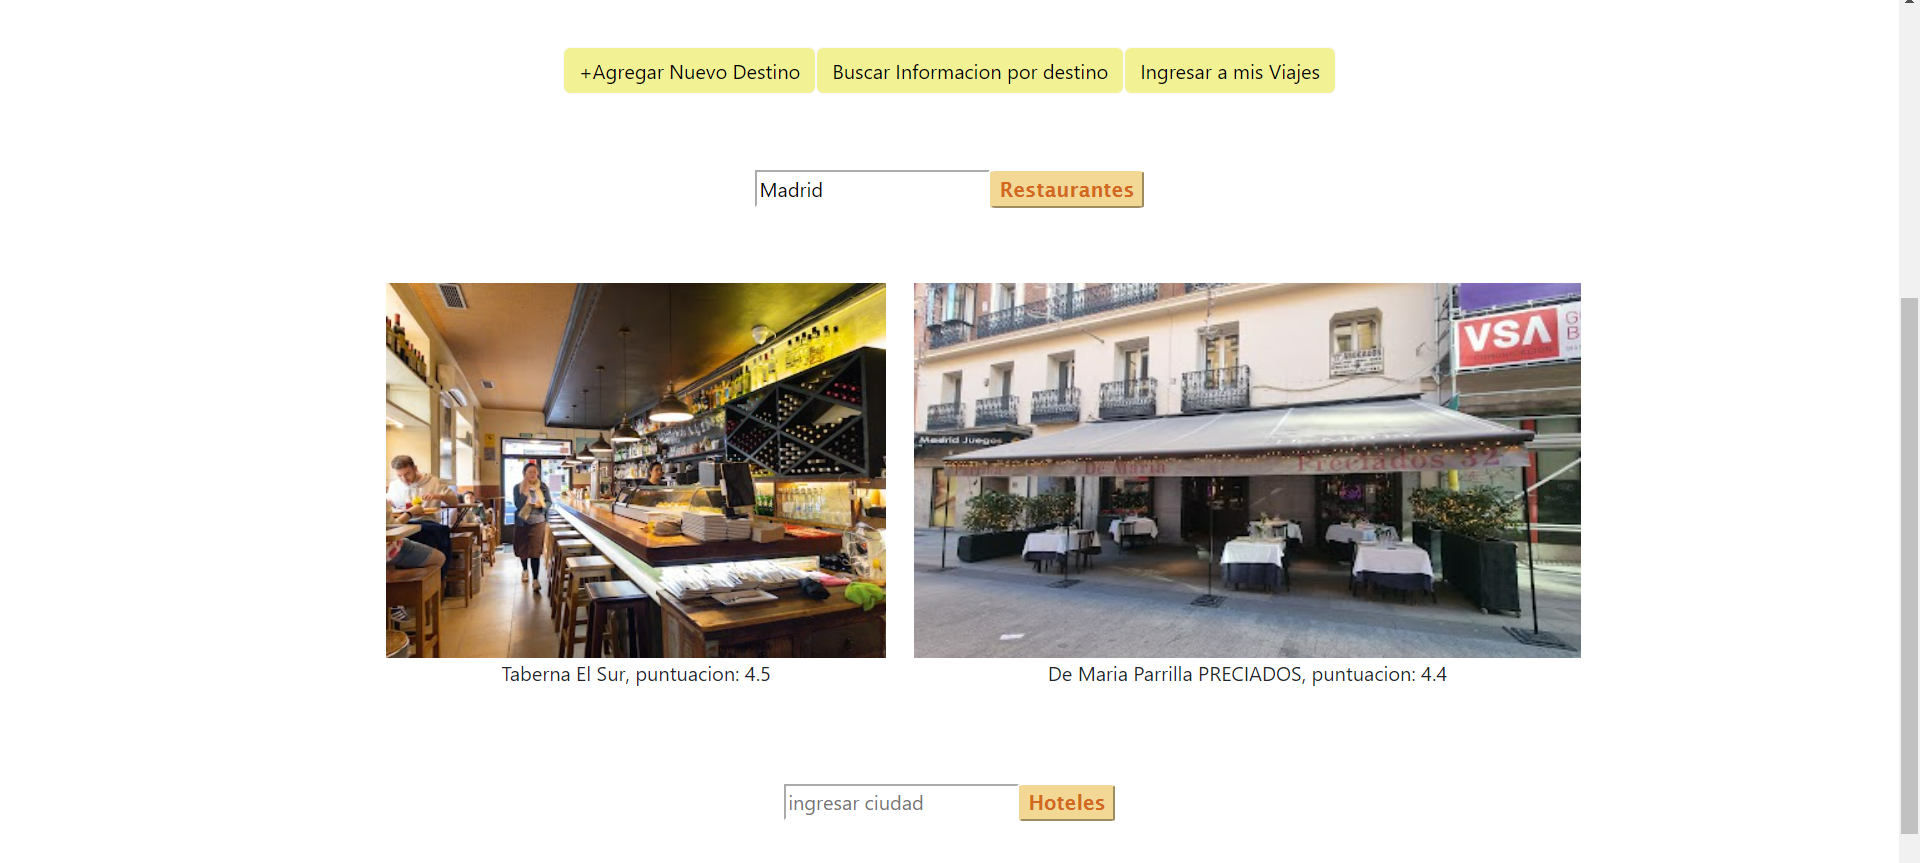 +Agregar Nuevo Destino
Buscar Informacion por destino
Ingresar a mis Viajes
Madrid
Restaurantes
VSA
Madrid Juegos
De Maria
Preciados 32
Taberna El Sur, puntuacion: 4.5
De Maria Parrilla PRECIADOS, puntuacion: 4.4
ingresar ciudad
Hoteles